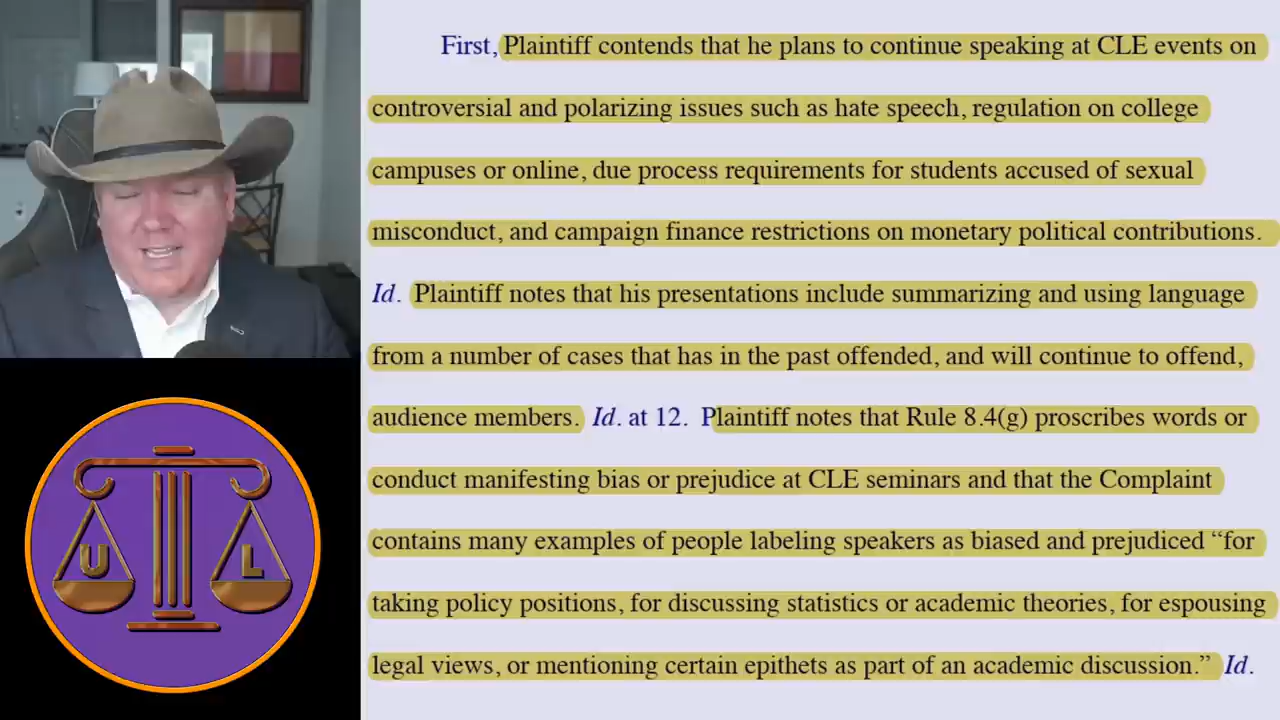 First, Plaintiff contends that he plans to continue speaking at CLE events on
controversial and polarizing issues such as hate speech, regulation on college
campuses or online, due process requirements for students accused of sexual
misconduct, and campaign finance restrictions on monetary political contributions.
Id. Plaintiff notes that his presentations include summarizing and using language
from a number of cases that has in the past offended, and will continue to offend,
audience members. Id. at 12. Plaintiff notes that Rule 8.4(g) proscribes words or
conduct manifesting bias or prejudice at CLE seminars and that the Complaint
contains many examples of people labeling speakers as biased and prejudiced “for
taking policy positions, for discussing statistics or academic theories, for espousing
legal views, or mentioning certain epithets as part of an academic discussion.” Id.
U L